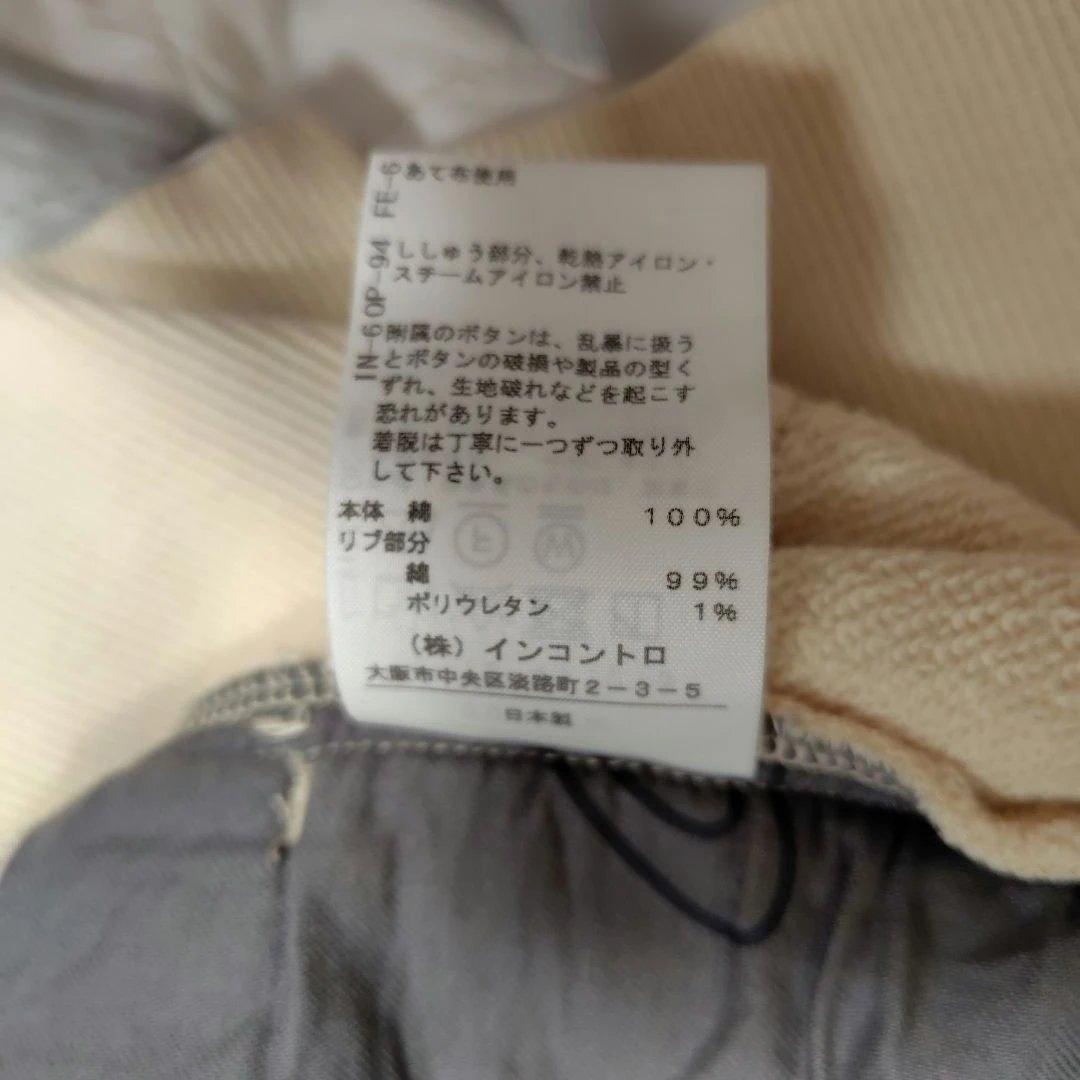 あて布使用
ししゅう部分、乾熱アイロン・
スチームアイロン禁止
附属のボタンは、乱暴に扱う
とボタンの破損や製品の型く
ずれ、生地破れなどを起こす
恐れがあります。
着脱は丁寧に一つずつ取り外
して下さい。
本体 綿 100%
リブ部分
綿 99%
ポリウレタン 1%
(株)インコントロ
大阪市中央区淡路町2-3-5
日本製
IN-6 OP-94 FE-6